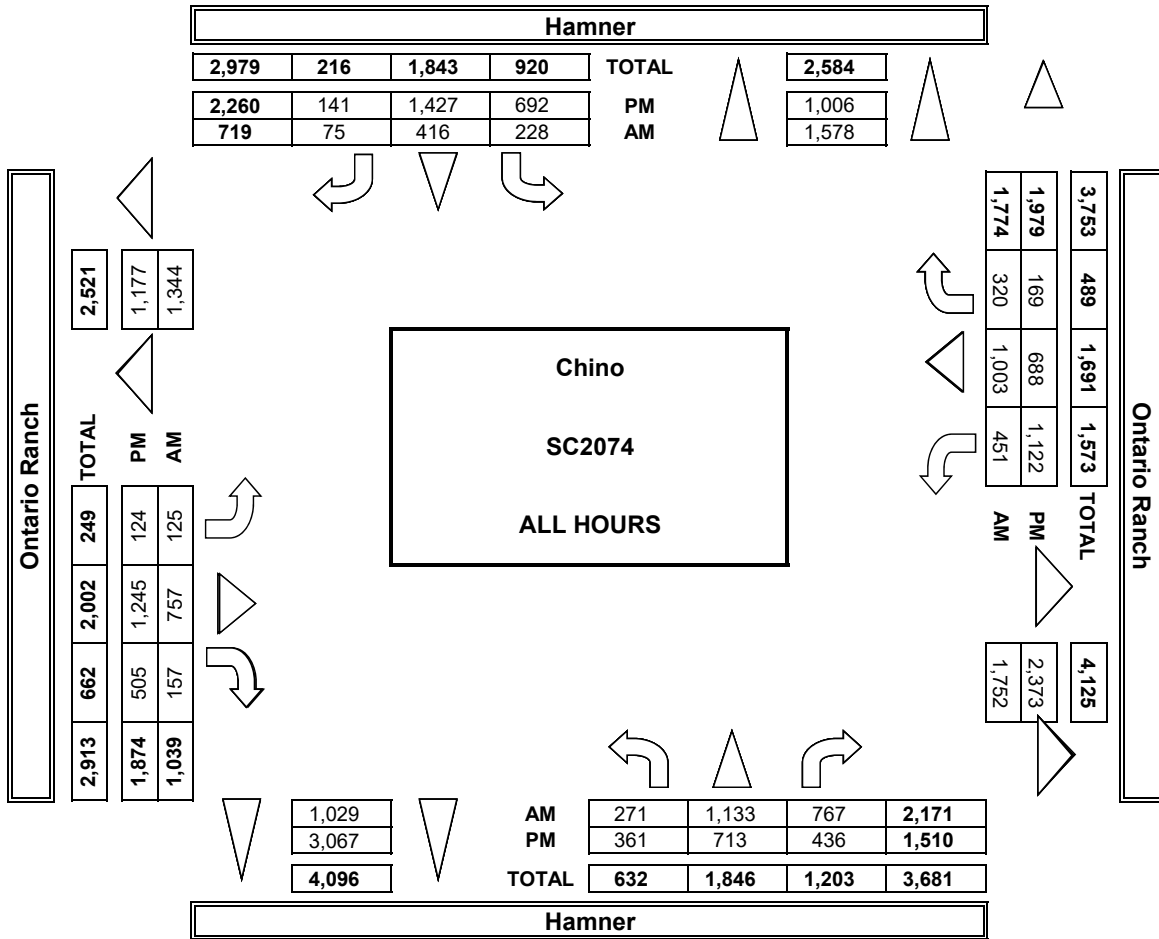 Hamner
2,979 216 1,843 920 TOTAL 2,584
2,260 141 1,427 692 PM 1,006
719 75 416 228 AM 1,578
Ontario Ranch
2,521
1,177
1,344
TOTAL
PM
AM
249 2,002 662 2,913
124 1,245 505 1,874
125 757 157 1,039
Chino
SC2074
ALL HOURS
3,753 489 1,691 1,573 TOTAL 4,125
1,979 169 688 1,122 PM 2,373
1,774 320 1,003 451 AM 1,752
Ontario Ranch
1,029 AM 271 1,133 767 2,171
3,067 PM 361 713 436 1,510
4,096 TOTAL 632 1,846 1,203 3,681
Hamner